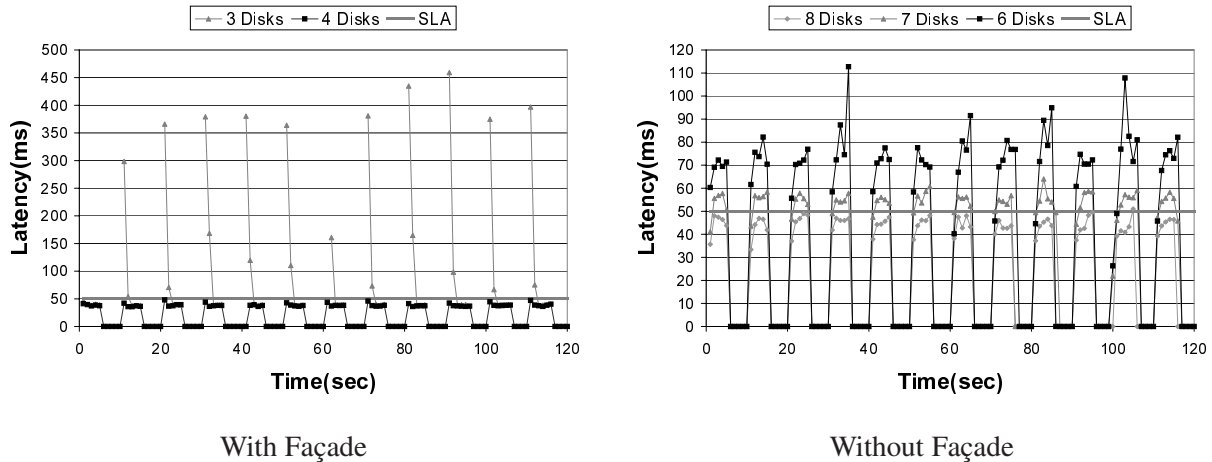 3 Disks 4 Disks SLA
500
450
400
350
300
250
200
150
100
50
0
Latency(ms)
0 20 40 60 80 100 120
Time(sec)
With Façade
8 Disks 7 Disks 6 Disks SLA
120
110
100
90
80
70
60
50
40
30
20
10
0
Latency(ms)
0 20 40 60 80 100 120
Time(sec)
Without Façade